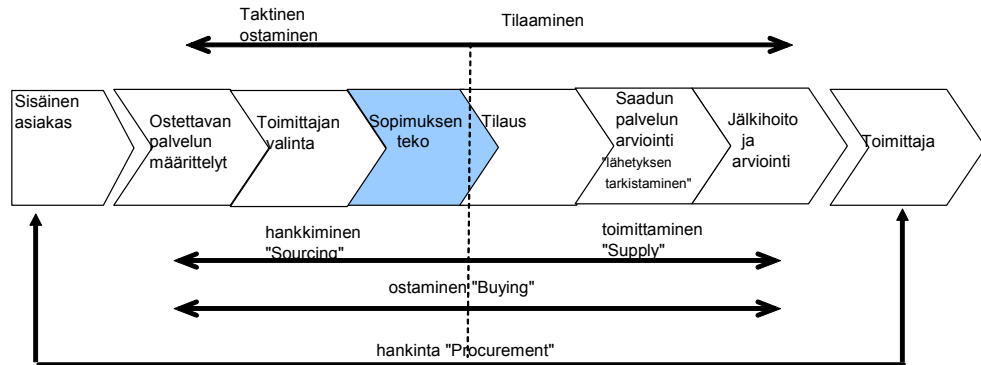 Taktinen
ostaminen
Tilaaminen
Sisäinen
asiakas
Ostettavan
palvelun
määrittelyt
Toimittajan
valinta
Sopimuksen
teko
Tilaus
Saadun
palvelun
arviointi
"lähetyksen
tarkistaminen"
Jälkihoito
ja
arviointi
Toimittaja
hankkiminen
"Sourcing"
toimittaminen
"Supply"
ostaminen "Buying"
hankinta "Procurement"